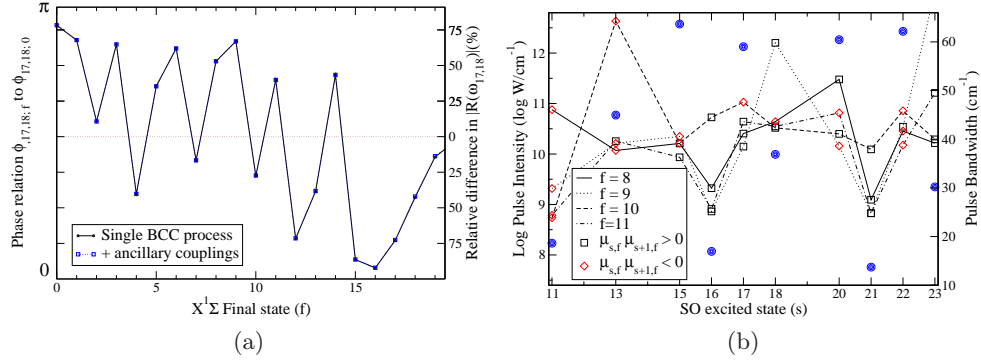 (a)
π
0
Phase relation ϕ,17,18; f to ϕ17,18; 0
75
50
25
0
25
50
75
Relative difference in |R(ω17,18)|(%)
Single BCC process
+ ancillary couplings
0 5 10 15
X¹Σ Final state (f)
(a)
(b)
12
11
10
9
8
Log Pulse Intensity (log W/cm⁻¹)
60
50
40
30
20
10
Pulse Bandwidth (cm⁻¹)
f = 8
f = 9
f = 10
f=11
μs,f μs+1,f > 0
μs,f μs+1,f < 0
11 13 15 16 17 18 20 21 22 23
SO excited state (s)
(b)